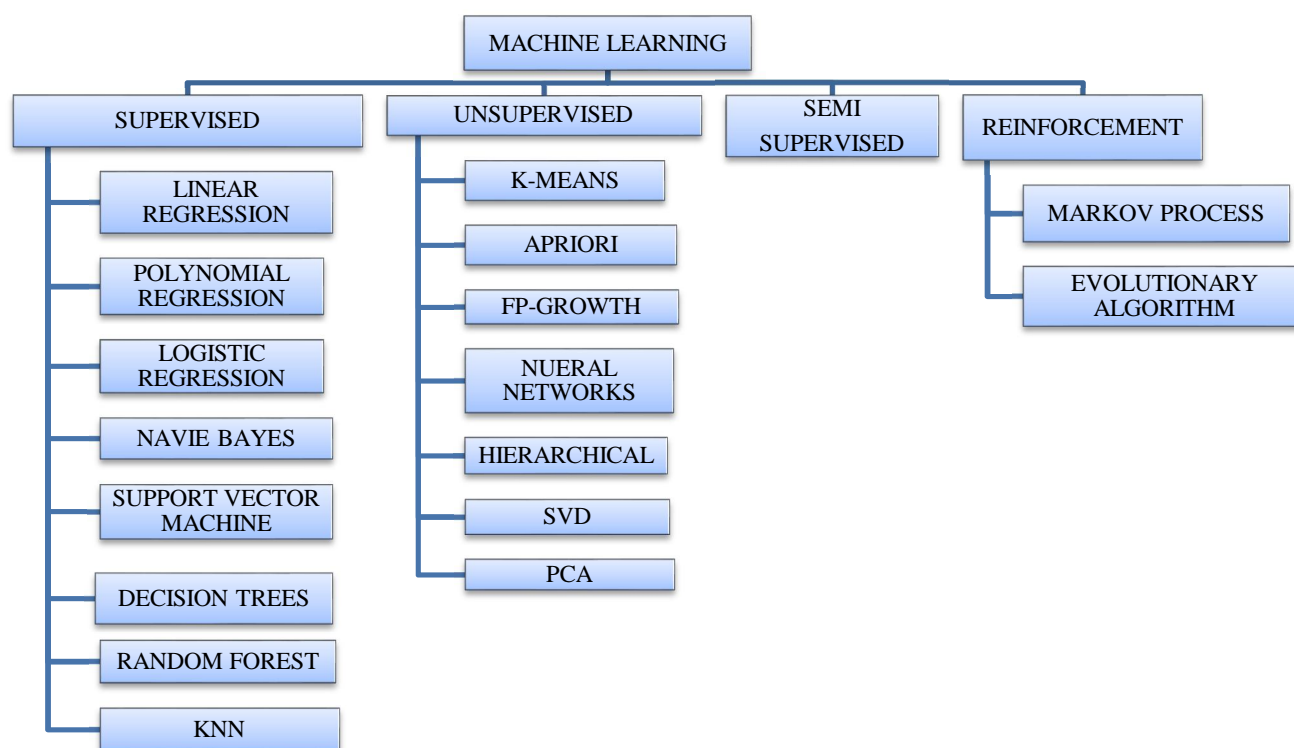 MACHINE LEARNING
SUPERVISED
LINEAR
REGRESSION
POLYNOMIAL
REGRESSION
LOGISTIC
REGRESSION
NAVIE BAYES
SUPPORT VECTOR
MACHINE
DECISION TREES
RANDOM FOREST
KNN
UNSUPERVISED
K-MEANS
APRIORI
FP-GROWTH
NUERAL
NETWORKS
HIERARCHICAL
SVD
PCA
SEMI
SUPERVISED
REINFORCEMENT
MARKOV PROCESS
EVOLUTIONARY
ALGORITHM